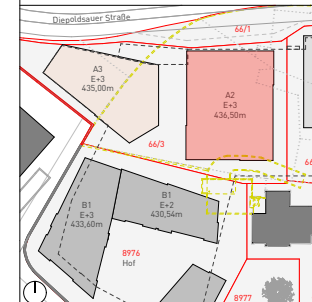 Diepoldsauer Straße
66/1
A3
E+3
435,00m
A2
E+3
436,50m
66/3
66
B1
E+3
433,60m
B1
E+2
430,54m
8976
Hof
8977